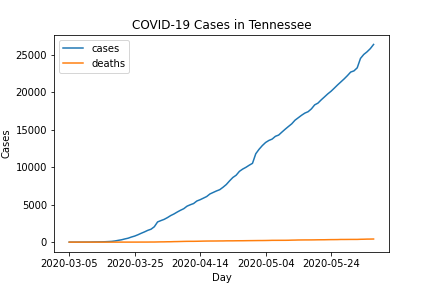 COVID-19 Cases in Tennessee
cases
deaths
25000
20000
15000
10000
5000
0
Cases
2020-03-05 2020-03-25 2020-04-14 2020-05-04 2020-05-24
Day